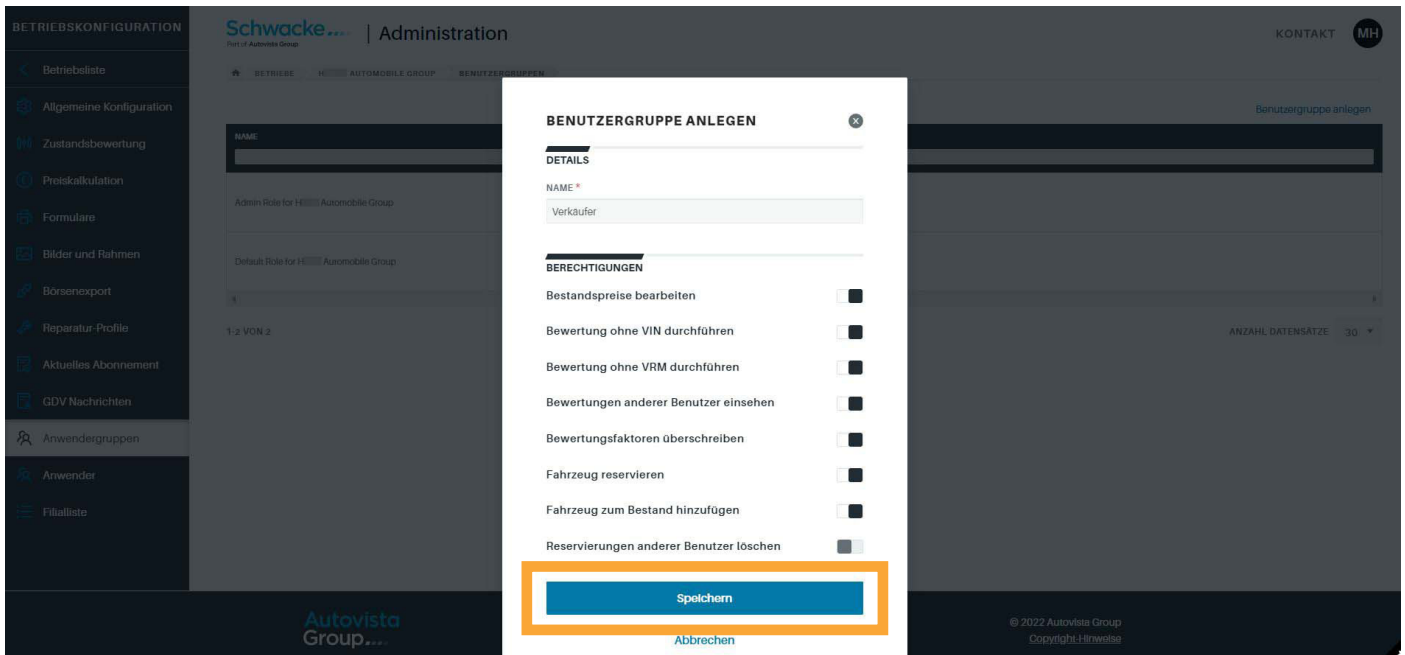 BETRIEBSKONFIGURATION
Betriebsliste
Allgemeine Konfiguration
Zustandsbewertung
Preiskalkulation
Formulare
Bilder und Rahmen
Börsenexport
Reparatur-Profile
Aktuelles Abonnement
GDV Nachrichten
Anwendergruppen
Anwender
Filialliste
Schwacke.... | Administration
Part of Autovista Group
KONTAKT MH
BETRIEBE H AUTOMOBILE GROUP BENUTZERGRUPPEN
Benutzergruppe anlegen
NAME
Admin Role for H Automobile Group
Default Role for H Automobile Group
1-2 VON 2
ANZAHL DATENSÄTZE 30
BENUTZERGRUPPE ANLEGEN
DETAILS
NAME *
Verkäufer
BERECHTIGUNGEN
Bestandspreise bearbeiten
Bewertung ohne VIN durchführen
Bewertung ohne VRM durchführen
Bewertungen anderer Benutzer einsehen
Bewertungsfaktoren überschreiben
Fahrzeug reservieren
Fahrzeug zum Bestand hinzufügen
Reservierungen anderer Benutzer löschen
Speichern
Abbrechen
Autovista
Group....
© 2022 Autovista Group
Copyright-Hinweise